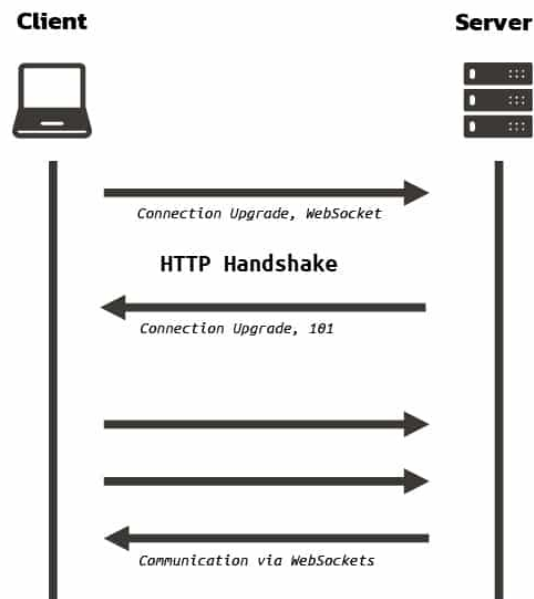 Client
Server
Connection Upgrade, WebSocket
HTTP Handshake
Connection Upgrade, 101
Communication via WebSockets